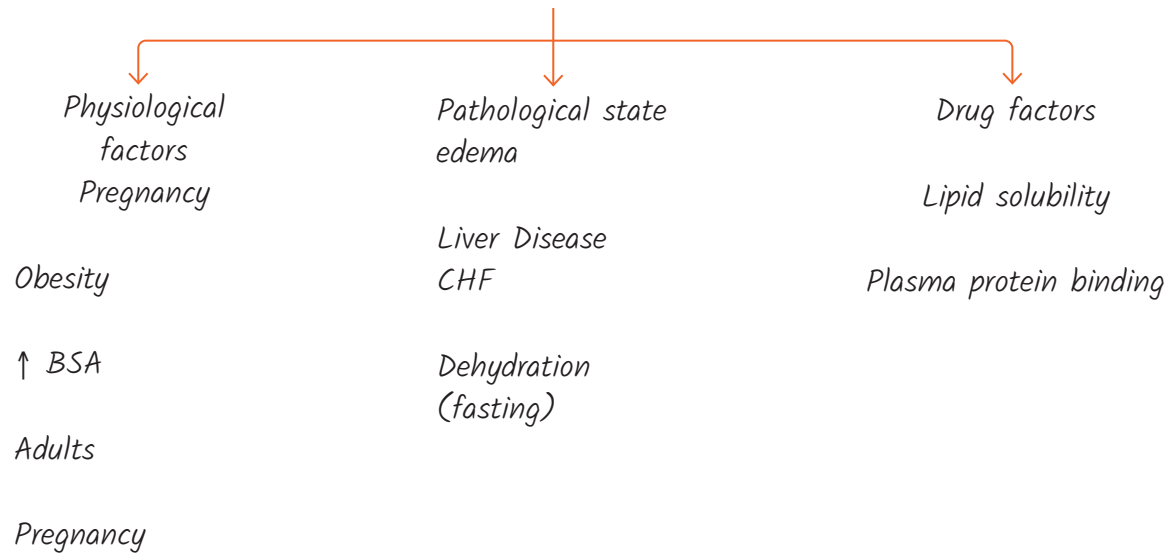 Physiological
factors
Pregnancy
Obesity
↑ BSA
Adults
Pregnancy
Pathological state
edema
Liver Disease
CHF
Dehydration
(fasting)
Drug factors
Lipid solubility
Plasma protein binding